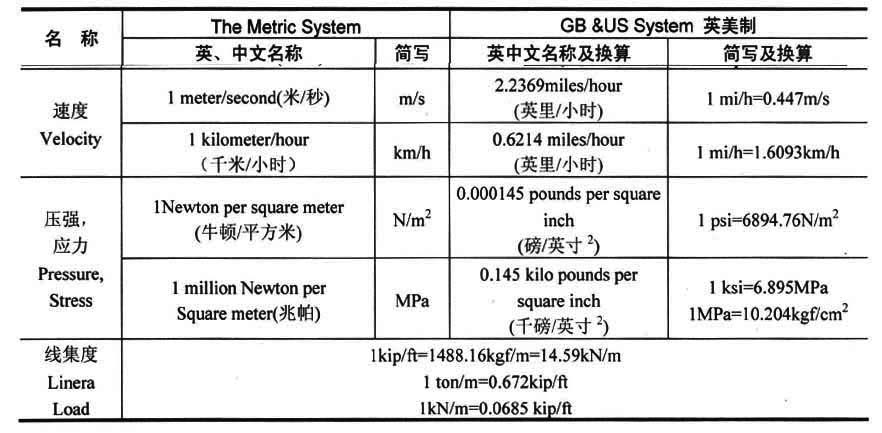 名 称
The Metric System
GB &US System 英美制
英、中文名称
简写
英中文名称及换算
简写及换算
速度
Velocity
1 meter/second(米/秒)
m/s
2.2369miles/hour
(英里/小时)
1 mi/h=0.447m/s
1 kilometer/hour
（千米/小时）
km/h
0.6214 miles/hour
(英里/小时)
1 mi/h=1.6093km/h
压强，
应力
Pressure,
Stress
1Newton per square meter
(牛顿/平方米)
N/m²
0.000145 pounds per square
inch
(磅/英寸²)
1 psi=6894.76N/m²
1 million Newton per
Square meter(兆帕)
MPa
0.145 kilo pounds per
square inch
(千磅/英寸²)
1 ksi=6.895MPa
1MPa=10.204kgf/cm²
线集度
Linera
Load
1kip/ft=1488.16kgf/m=14.59kN/m
1 ton/m=0.672kip/ft
1kN/m=0.0685 kip/ft